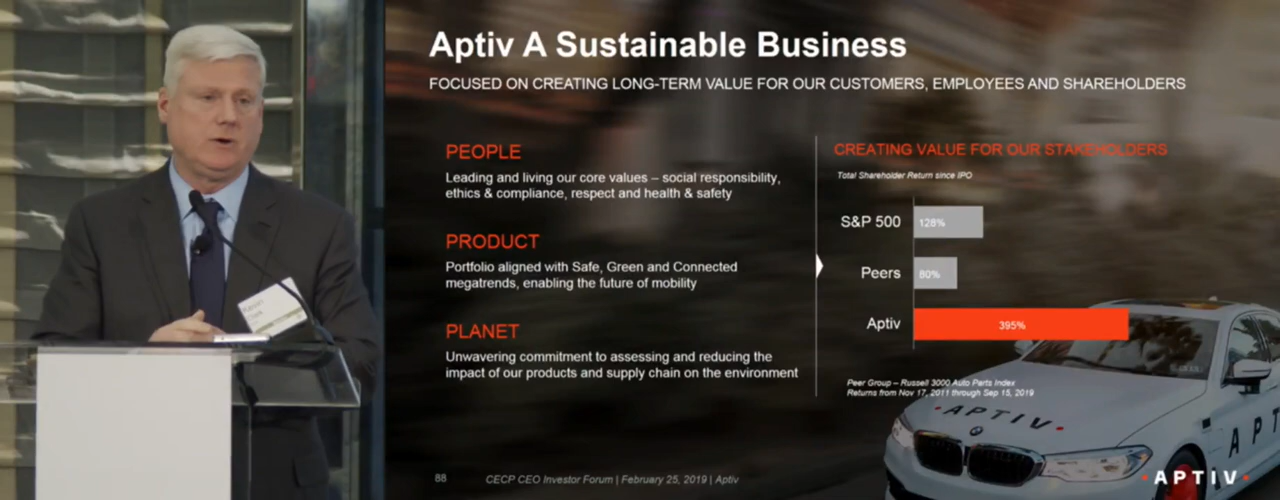 Aptiv A Sustainable Business
FOCUSED ON CREATING LONG-TERM VALUE FOR OUR CUSTOMERS, EMPLOYEES AND SHAREHOLDERS
PEOPLE
Leading and living our core values – social responsibility,
ethics & compliance, respect and health & safety
PRODUCT
Portfolio aligned with Safe, Green and Connected
megatrends, enabling the future of mobility
PLANET
Unwavering commitment to assessing and reducing the
impact of our products and supply chain on the environment
CREATING VALUE FOR OUR STAKEHOLDERS
Total Shareholder Return since IPO
S&P 500 128%
Peers 80%
Aptiv 395%
Peer Group – Russell 3000 Auto Parts Index
Returns from Nov 17, 2011 through Sep 15, 2019
·APTIV·
APT
88 CECP CEO Investor Forum | February 25, 2019 | Aptiv
·APTIV·